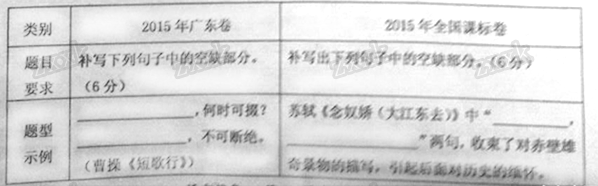 类别 2015年广东卷 2015年全国课标卷
题目 补写下列句子中的空缺部分。 补写出下列句子中的空缺部分。(6分)
要求 (6分)
________,何时可掇? 苏轼《念奴娇(大江东去)》中“________,
题型 ________,不可断绝。 ________”两句,收束了对赤壁雄
示例 (曹操《短歌行》) 奇景物的描写,引起后面对历史的缅怀。